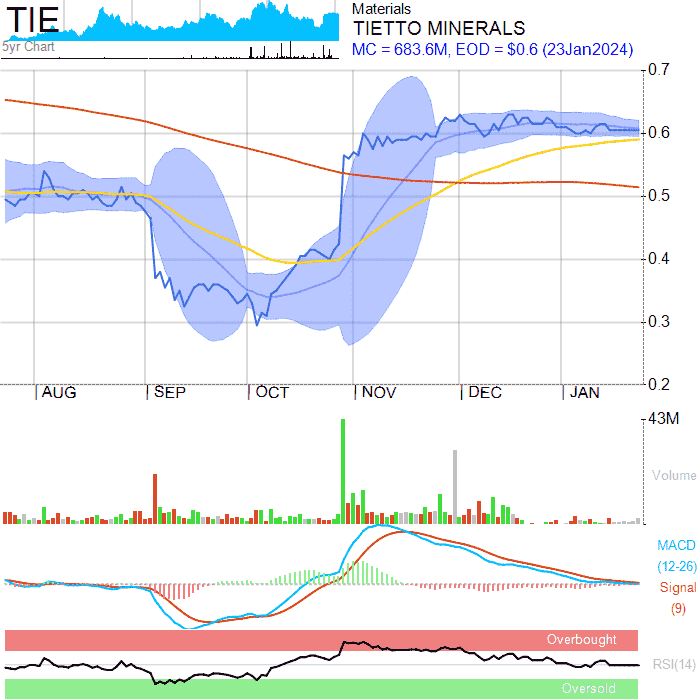 TIE
5yr Chart
Materials
TIETTO MINERALS
MC = 683.6M, EOD = $0.6 (23Jan2024)
0.7
0.6
0.5
0.4
0.3
0.2
AUG
SEP
OCT
NOV
DEC
JAN
43M
Volume
MACD
(12-26)
Signal
(9)
Overbought
RSI(14)
Oversold